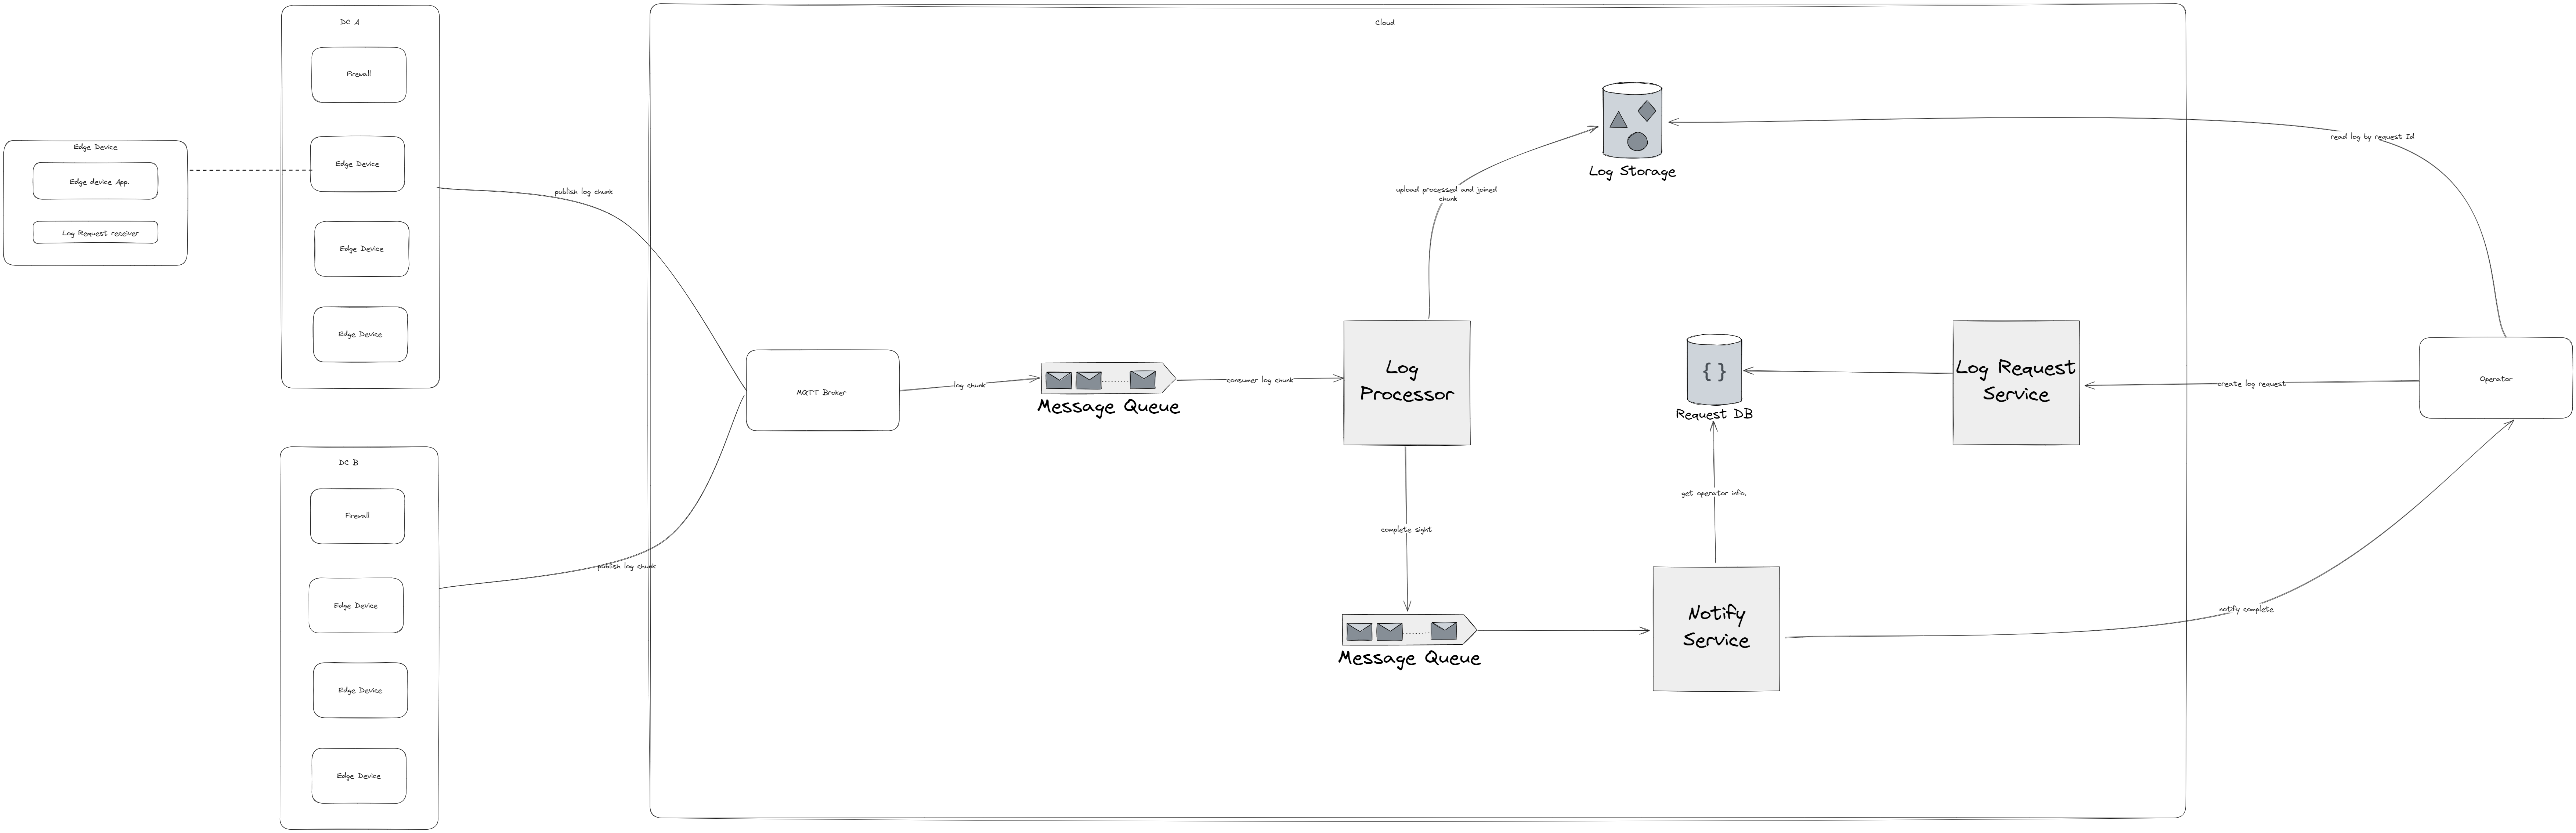 Cloud
DC A
Firewall
Edge Device
Edge Device
Edge Device
Edge Device
Edge device App.
Log Request receiver
publish log chunk
DC B
Firewall
Edge Device
Edge Device
Edge Device
publish log chunk
MQTT Broker
log chunk
Message Queue
consumer log chunk
Log
Processor
upload processed and joined
chunk
Log Storage
read log by request Id
complete sight
Message Queue
Notify
Service
get operator info.
Request DB
{ }
Log Request
Service
create log request
Operator
notify complete